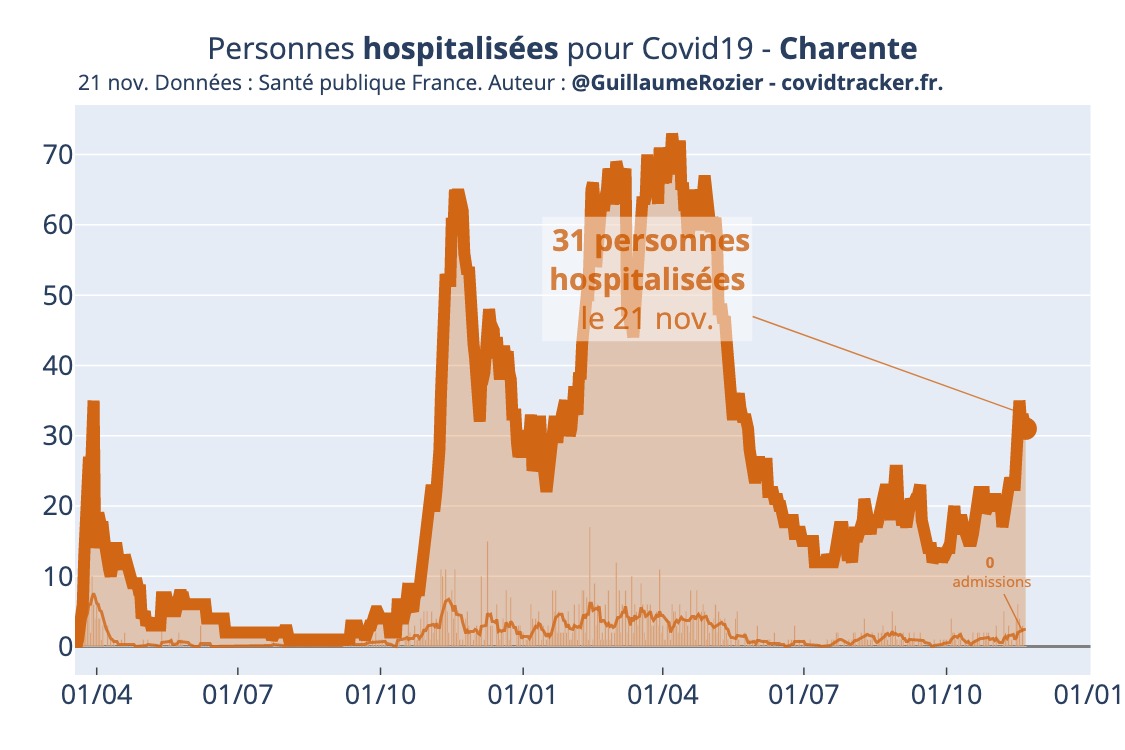 Personnes hospitalisées pour Covid19 - Charente
21 nov. Données : Santé publique France. Auteur : @GuillaumeRozier - covidtracker.fr.
70
60
50
40
30
20
10
0
31 personnes
hospitalisées
le 21 nov.
0
admissions
01/04
01/07
01/10
01/01
01/04
01/07
01/10
01/01